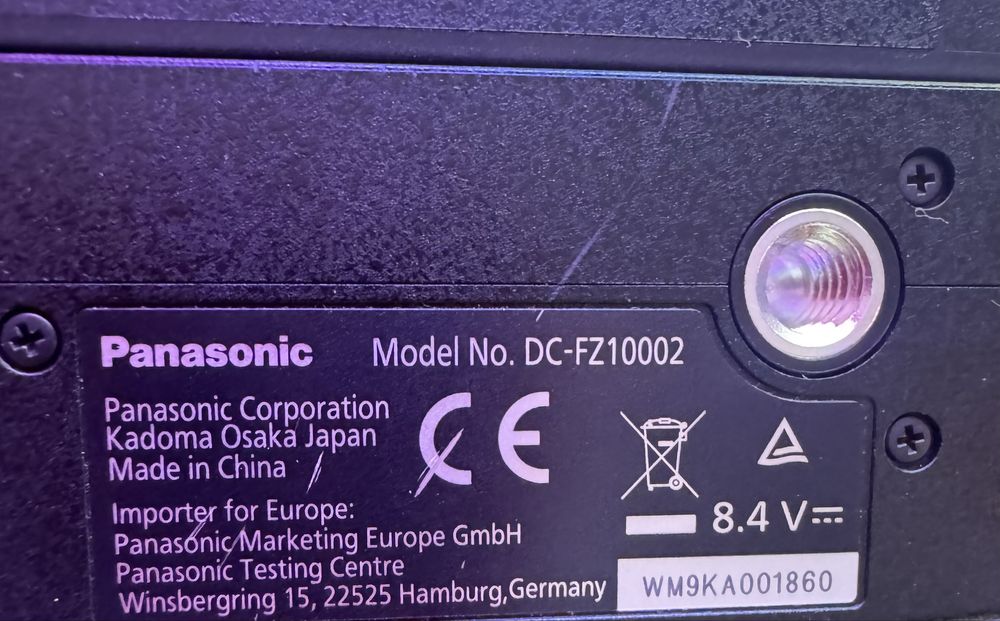 Panasonic Model No. DC-FZ10002
Panasonic Corporation
Kadoma Osaka Japan
Made in China
CE
Importer for Europe:
Panasonic Marketing Europe GmbH
Panasonic Testing Centre
Winsbergring 15, 22525 Hamburg,Germany
8.4 V⎓
WM9KA001860